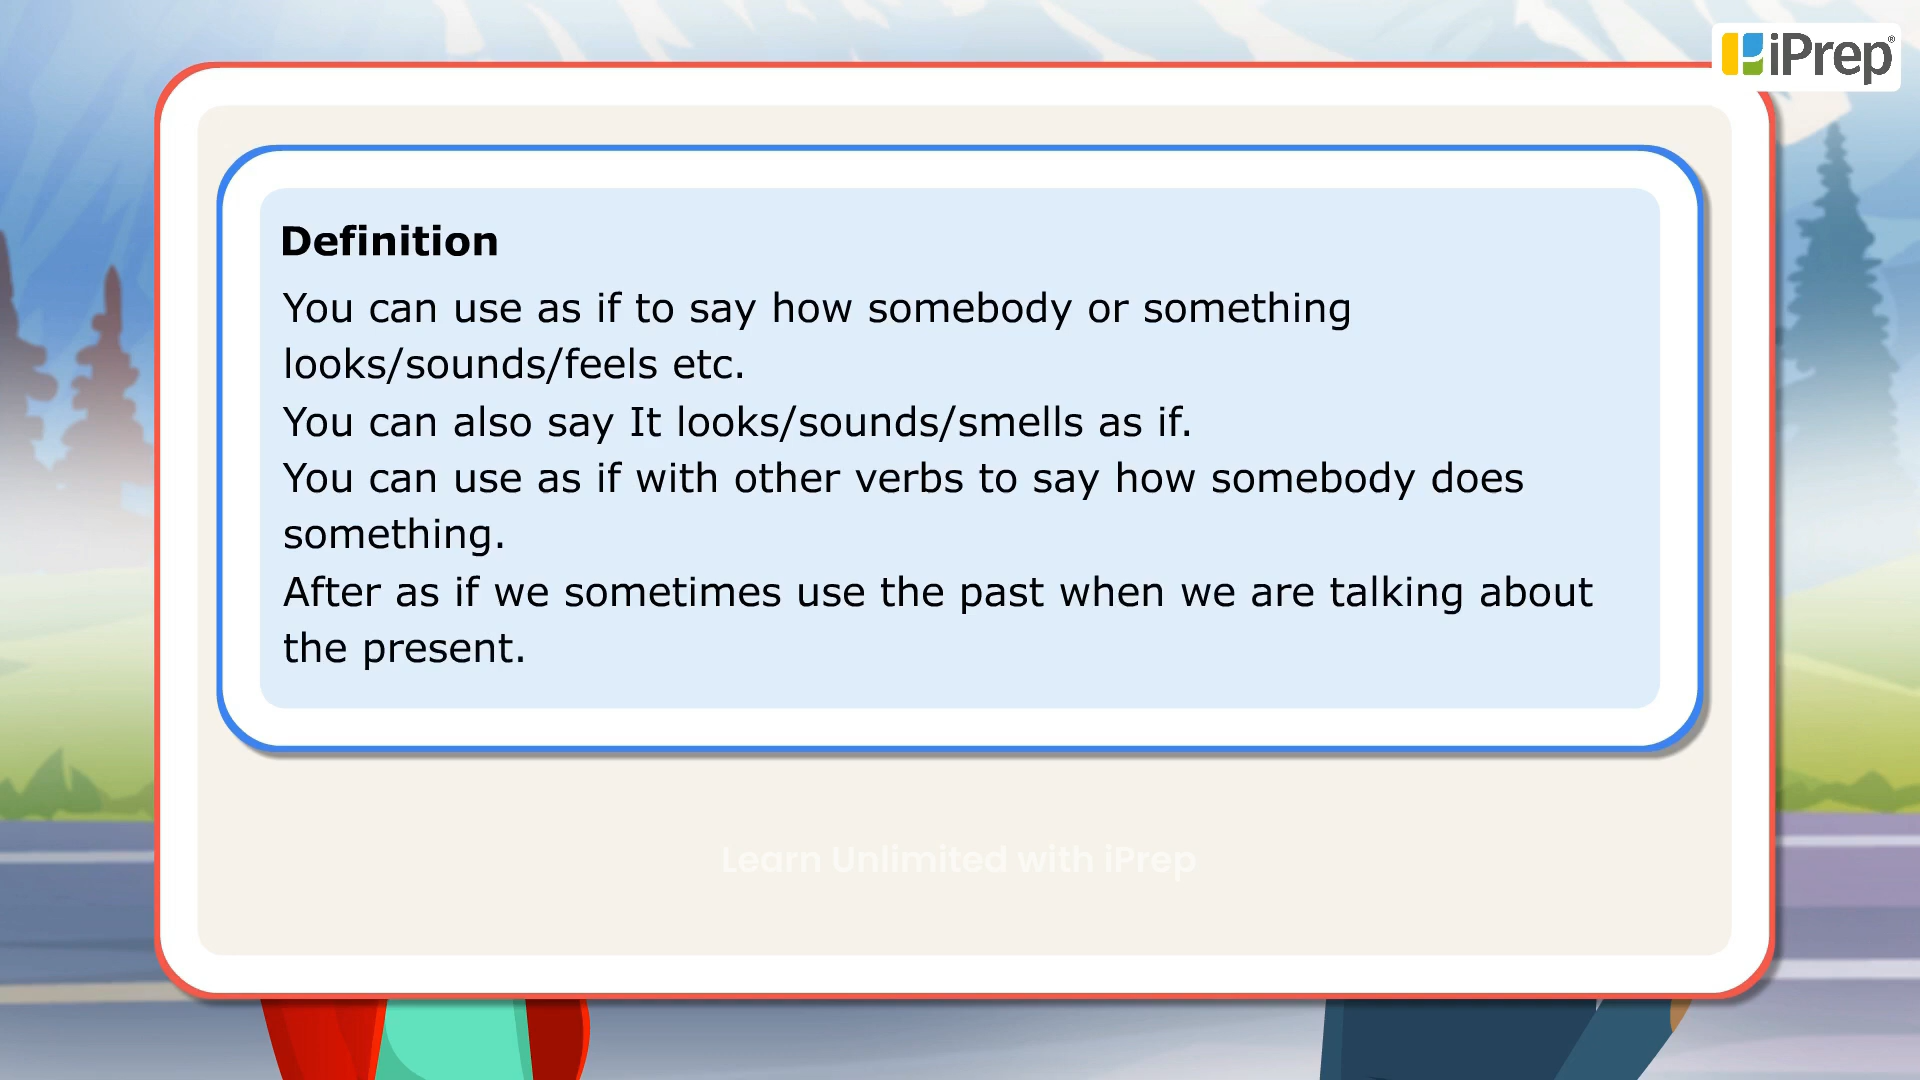 iPrep®
Definition
You can use as if to say how somebody or something
looks/sounds/feels etc.
You can also say It looks/sounds/smells as if.
You can use as if with other verbs to say how somebody does
something.
After as if we sometimes use the past when we are talking about
the present.
Learn Unlimited with iPrep